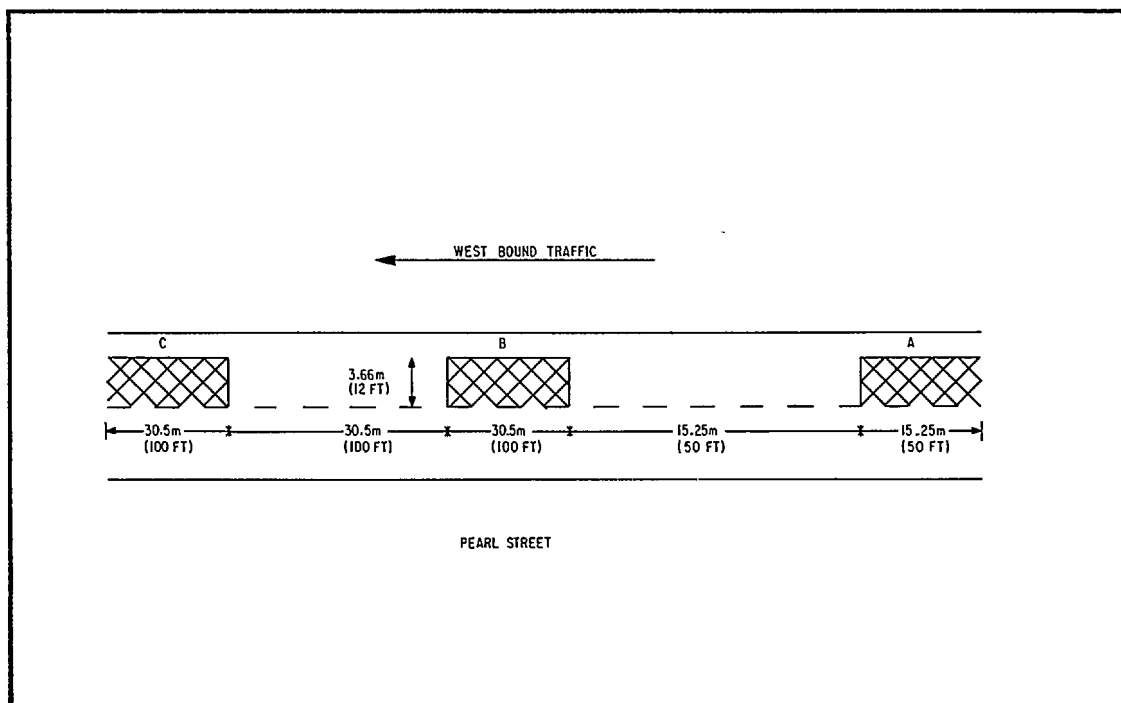 WEST BOUND TRAFFIC
C B A
3.66m
(12 FT)
30.5m 30.5m 30.5m 15.25m 15.25m
(100 FT) (100 FT) (100 FT) (50 FT) (50 FT)
PEARL STREET